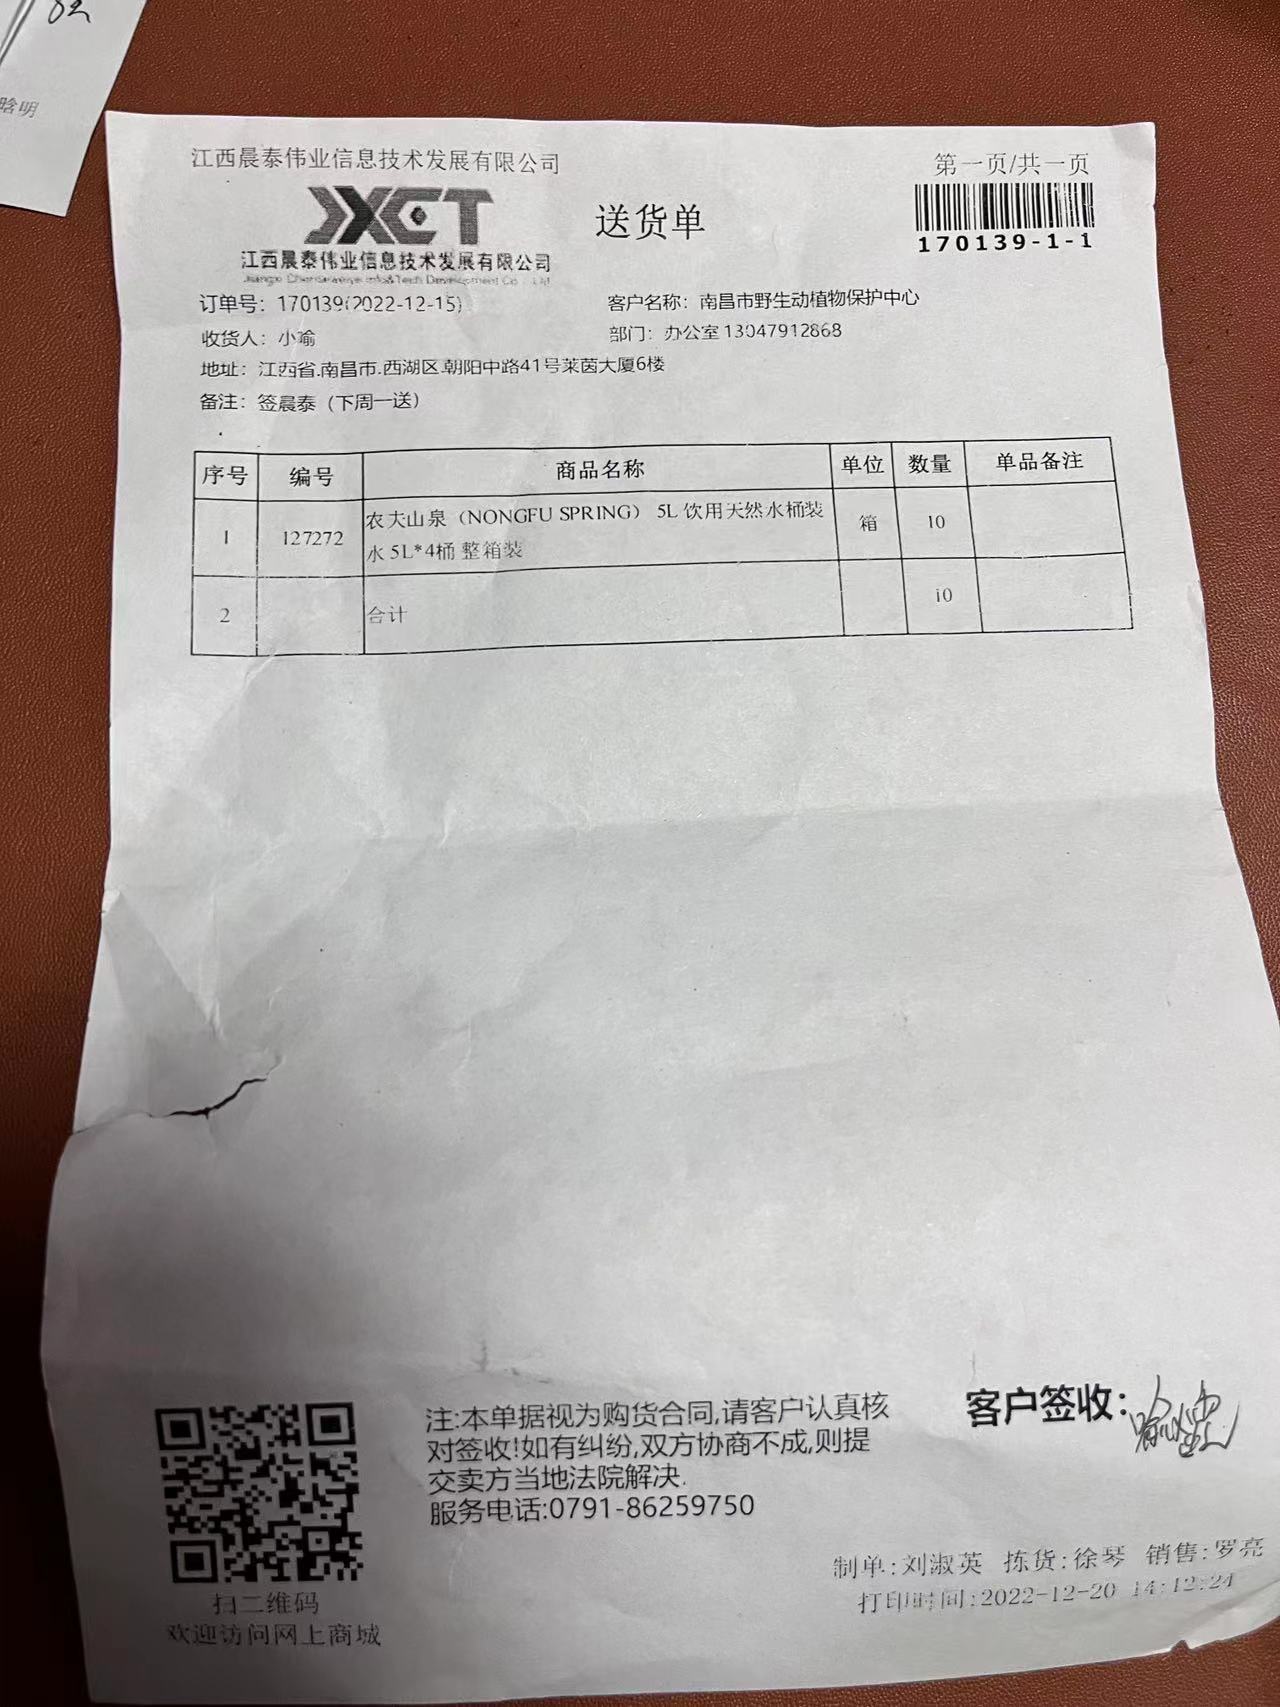 晗明
江西晨泰伟业信息技术发展有限公司
第一页/共一页
JXCT
送货单
170139-1-1
江西晨泰伟业信息技术发展有限公司
订单号：170139(2022-12-15)
客户名称：南昌市野生动植物保护中心
收货人：小喻
部门：办公室 13047912868
地址：江西省.南昌市.西湖区.朝阳中路41号莱茵大厦6楼
备注：签晨泰（下周一送）
序号 编号 商品名称 单位 数量 单品备注
1 127272 农夫山泉（NONGFU SPRING） 5L 饮用天然水桶装 箱 10
水 5L*4桶 整箱装
2 合计 10
注:本单据视为购货合同,请客户认真核
对签收!如有纠纷,双方协商不成,则提
交卖方当地法院解决.
服务电话:0791-86259750
客户签收:
扫二维码
欢迎访问网上商城
制单:刘淑英 拣货:徐琴 销售:罗亮
打印时间:2022-12-20 14:12:24